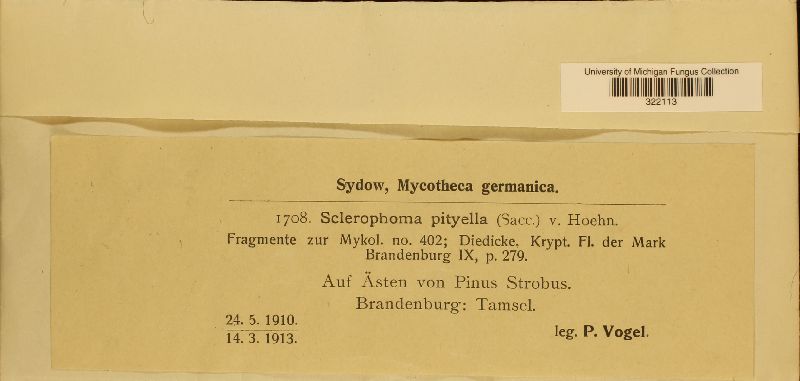 University of Michigan Fungus Collection
322113
Sydow, Mycotheca germanica.
1708. Sclerophoma pityella (Sacc.) v. Hoehn.
Fragmente zur Mykol. no. 402; Diedicke, Krypt. Fl. der Mark
Brandenburg IX, p. 279.
Auf Ästen von Pinus Strobus.
Brandenburg: Tamsel.
24. 5. 1910.
14. 3. 1913.
leg. P. Vogel.